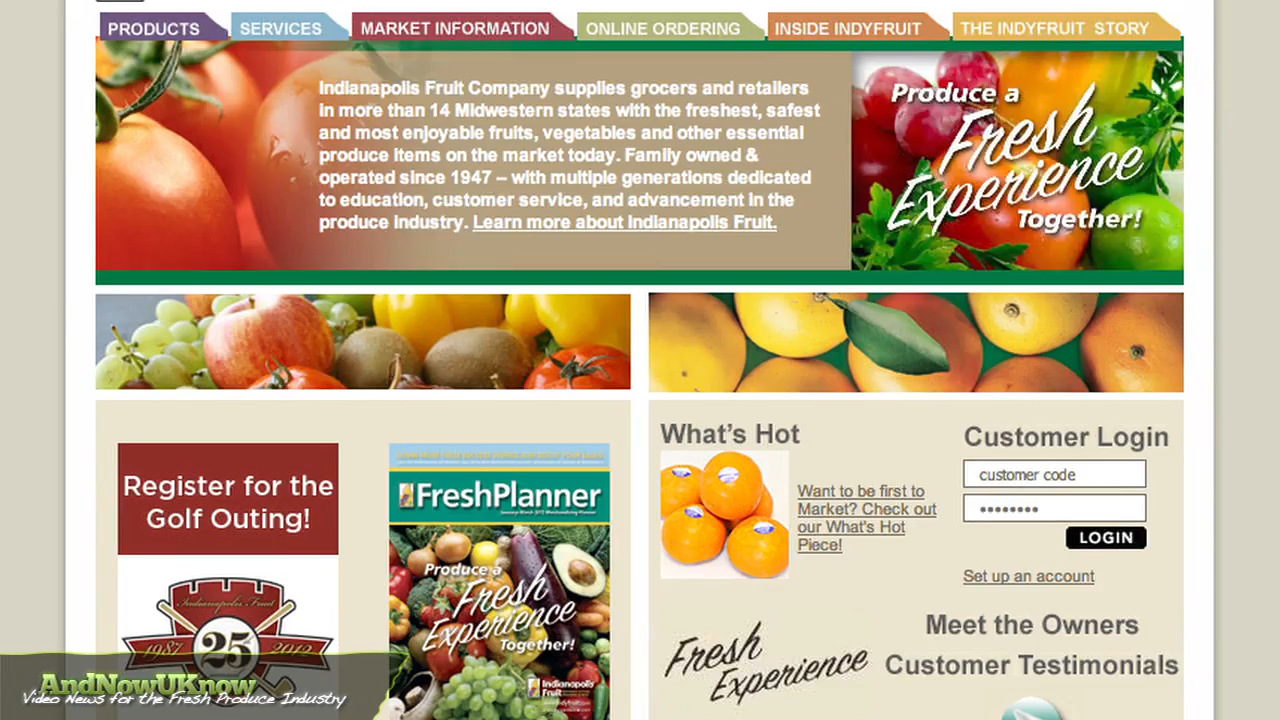 PRODUCTS
SERVICES
MARKET INFORMATION
ONLINE ORDERING
INSIDE INDYFRUIT
THE INDYFRUIT STORY
Indianapolis Fruit Company supplies grocers and retailers
in more than 14 Midwestern states with the freshest, safest
and most enjoyable fruits, vegetables and other essential
produce items on the market today. Family owned &
operated since 1947 – with multiple generations dedicated
to education, customer service, and advancement in the
produce industry. Learn more about Indianapolis Fruit.
Produce a
Fresh
Experience
Together!
Register for the
Golf Outing!
Indianapolis Fruit
1987 25 2012
FreshPlanner
Produce a
Fresh
Experience
Together!
Indianapolis
Fruit
What's Hot
Want to be first to
Market? Check out
our What's Hot
Piece!
Customer Login
customer code
••••••••
LOGIN
Set up an account
Fresh
Experience
Meet the Owners
Customer Testimonials
AndNowUKnow
Video News for the Fresh Produce Industry